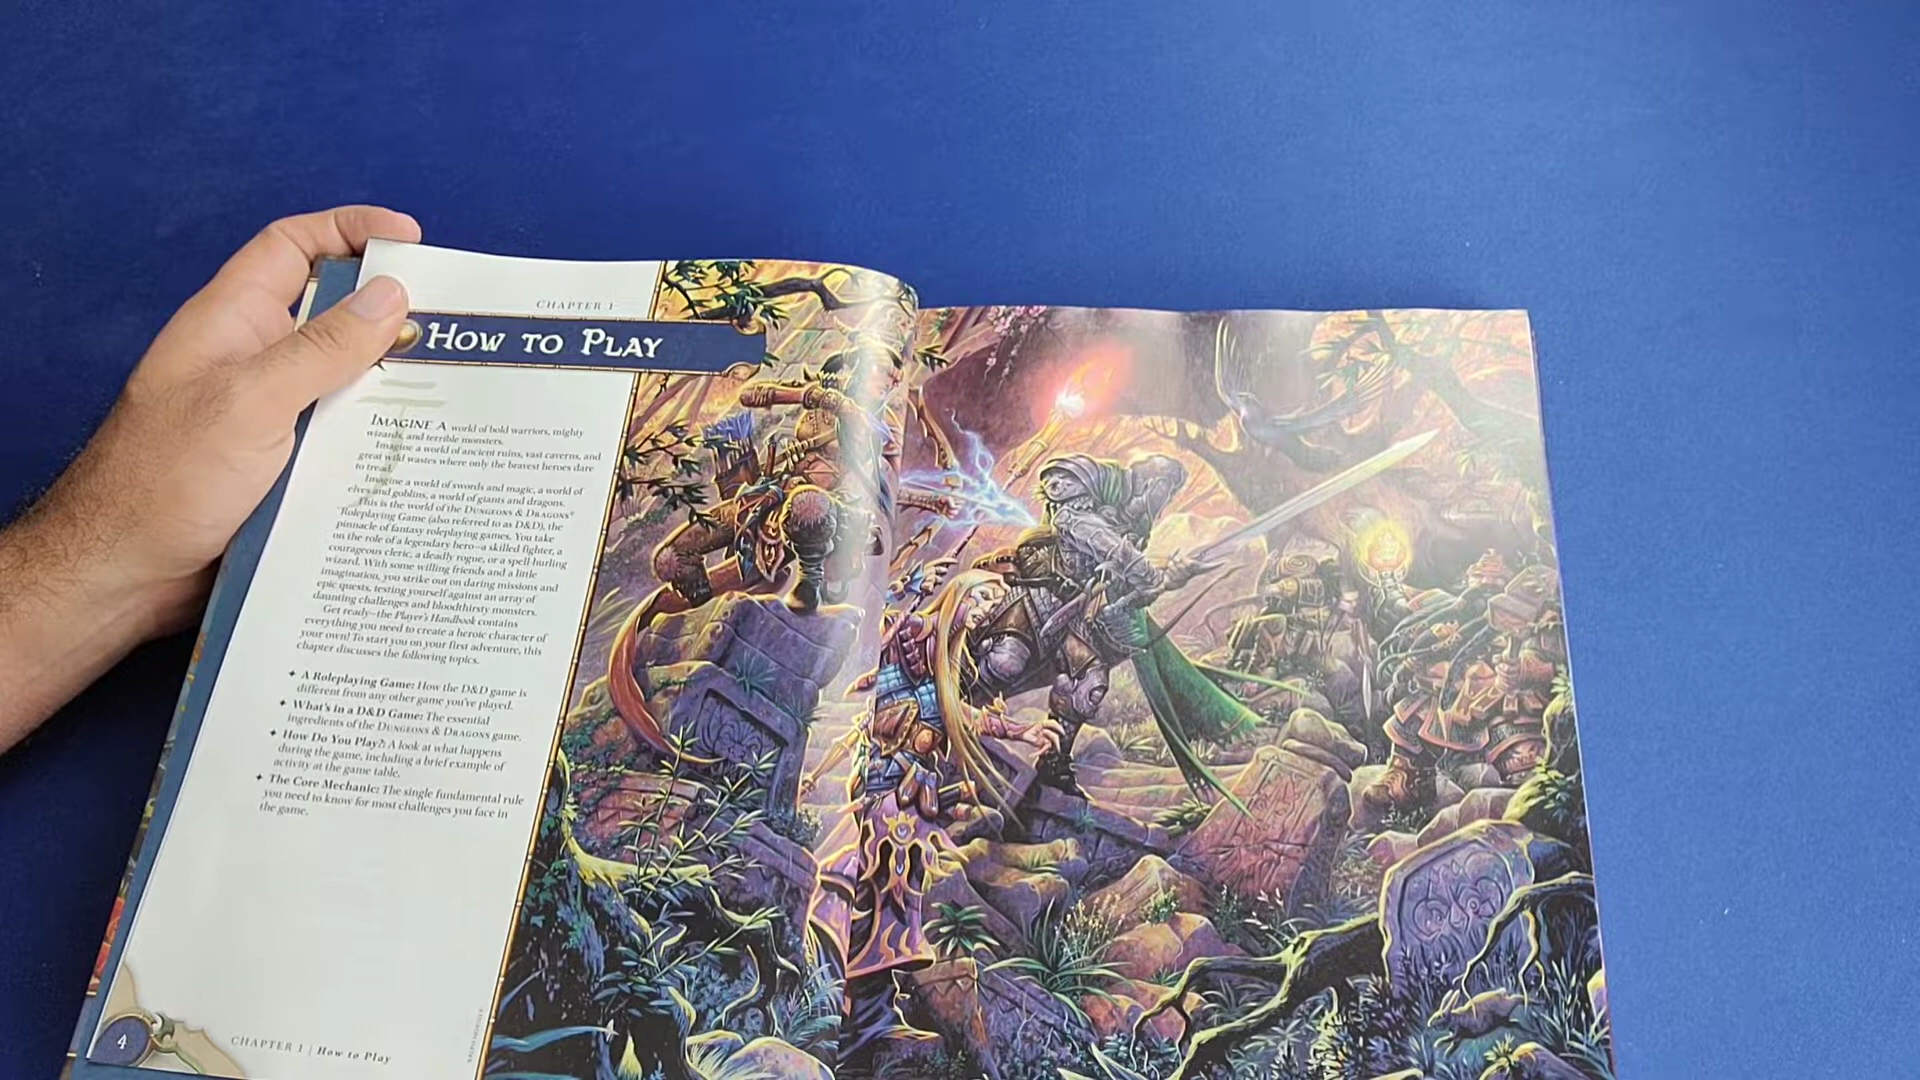 CHAPTER 1
HOW TO PLAY
IMAGINE A world of bold warriors, mighty
wizards, and terrible monsters.
Imagine a world of ancient ruins, vast caverns, and
great wild wastes where only the bravest heroes dare
to tread.
Imagine a world of swords and magic, a world of
elves and goblins, a world of giants and dragons.
This is the world of the DUNGEONS & DRAGONS®
Roleplaying Game (also referred to as D&D), the
pinnacle of fantasy roleplaying games. You take
on the role of a legendary hero—a skilled fighter, a
courageous cleric, a deadly rogue, or a spell-hurling
wizard. With some willing friends and a little
imagination, you strike out on daring missions and
epic quests, testing yourself against an array of
daunting challenges and bloodthirsty monsters.
Get ready—the Player's Handbook contains
everything you need to create a heroic character of
your own! To start you on your first adventure, this
chapter discusses the following topics.
✦ A Roleplaying Game: How the D&D game is
different from any other game you've played.
✦ What's in a D&D Game: The essential
ingredients of the DUNGEONS & DRAGONS game.
✦ How Do You Play?: A look at what happens
during the game, including a brief example of
activity at the game table.
✦ The Core Mechanic: The single fundamental rule
you need to know for most challenges you face in
the game.
4
CHAPTER 1 | How to Play